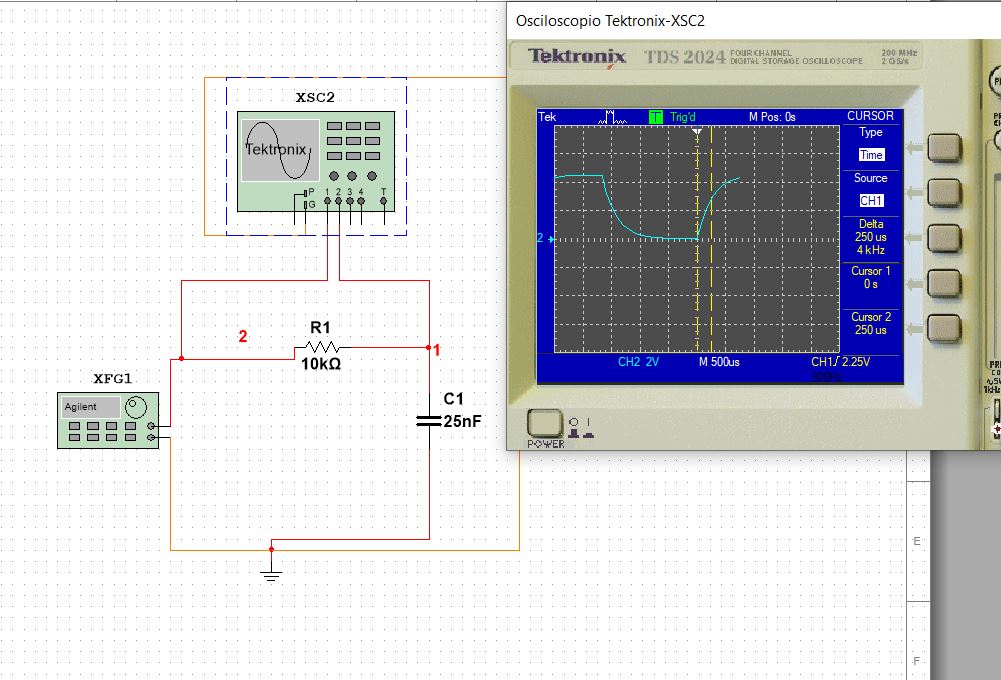 Osciloscopio Tektronix-XSC2
Tektronix TDS 2024 FOUR CHANNEL 200 MHz
DIGITAL STORAGE OSCILLOSCOPE 2 GS/s
Tek T Trig'd M Pos: 0s CURSOR
Type
Time
Source
CH1
Delta
250 us
4 kHz
Cursor 1
0 s
Cursor 2
250 us
2
CH2 2V M 500us CH1 2.25V
POWER
XSC2
Tektronix
P 1 2 3 4 T
G
2
R1
10kΩ
1
XFG1
Agilent
C1
25nF
E
F